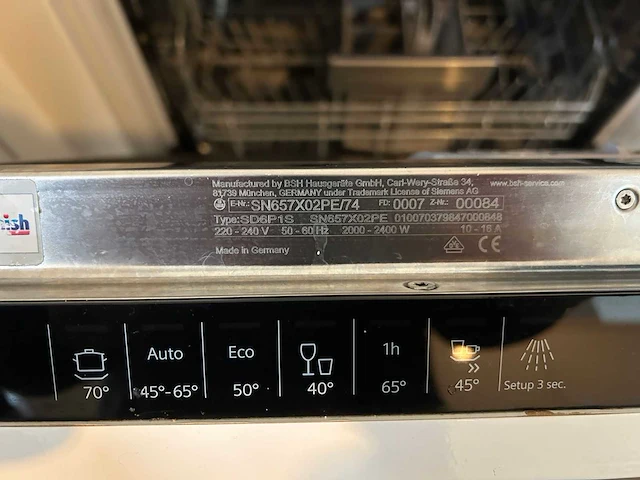 Manufactured by BSH Hausgeräte GmbH, Carl-Wery-Straße 34,
81739 München, GERMANY under Trademark License of Siemens AG
www.bsh-service.com
E-Nr.: SN657X02PE/74 FD: 0007 Z-Nr.: 00084
Type: SD6P1S SN657X02PE 010070379847000848
220 - 240 V 50 - 60 Hz 2000 - 2400 W 10 - 16 A
Made in Germany
CE
nish
70°
Auto
45°-65°
Eco
50°
40°
1h
65°
45°
Setup 3 sec.